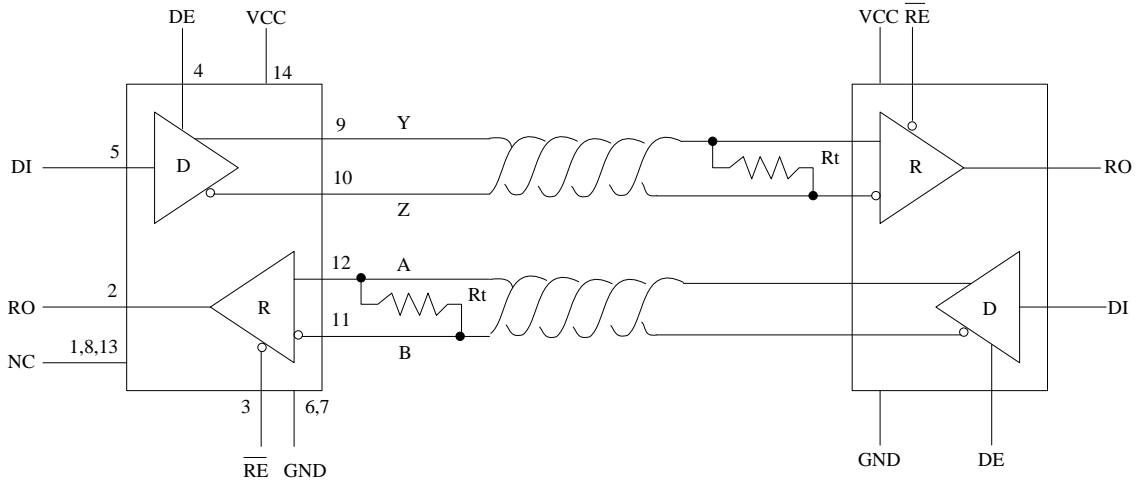 DE VCC VCC RE
4 14
9 Y
DI 5 D Rt R RO
10
Z
12 A
RO 2 R Rt D DI
11
1,8,13 B
NC
3 6,7
RE GND GND DE